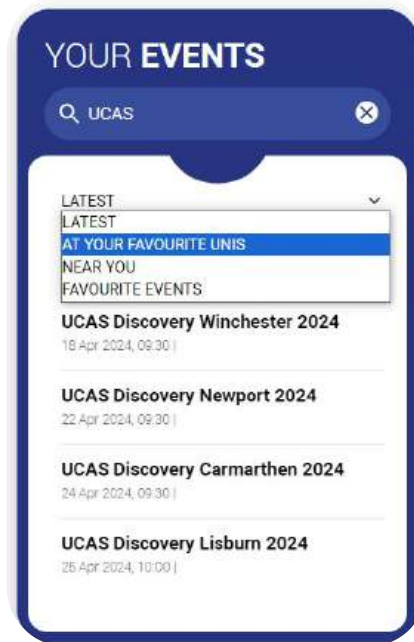 YOUR EVENTS
UCAS
LATEST
LATEST
AT YOUR FAVOURITE UNIS
NEAR YOU
FAVOURITE EVENTS
UCAS Discovery Winchester 2024
18 Apr 2024, 09:30 |
UCAS Discovery Newport 2024
22 Apr 2024, 09:30 |
UCAS Discovery Carmarthen 2024
24 Apr 2024, 09:30 |
UCAS Discovery Lisburn 2024
25 Apr 2024, 10:00 |